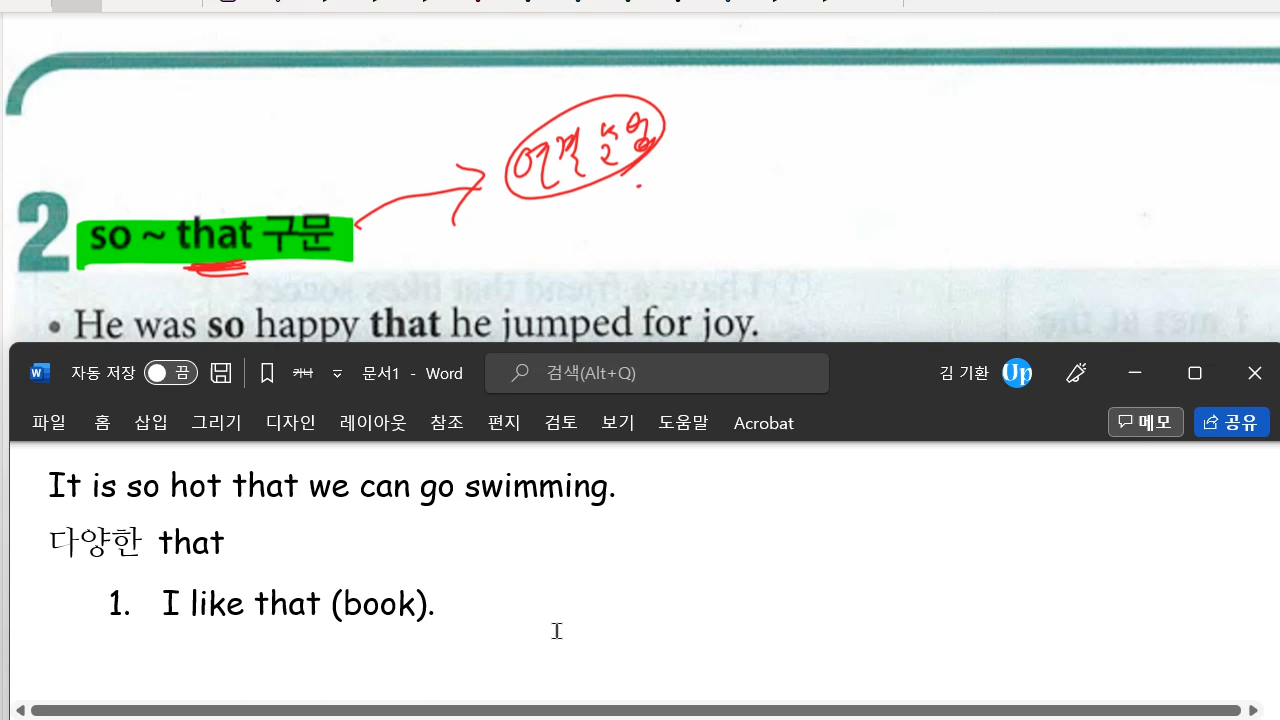 연결 손일
2 so ~ that 구문
• He was so happy that he jumped for joy.
자동 저장 끔 문서1 - Word 검색(Alt+Q) 김 기환 Up
파일 홈 삽입 그리기 디자인 레이아웃 참조 편지 검토 보기 도움말 Acrobat 메모 공유
It is so hot that we can go swimming.
다양한 that
1. I like that (book).